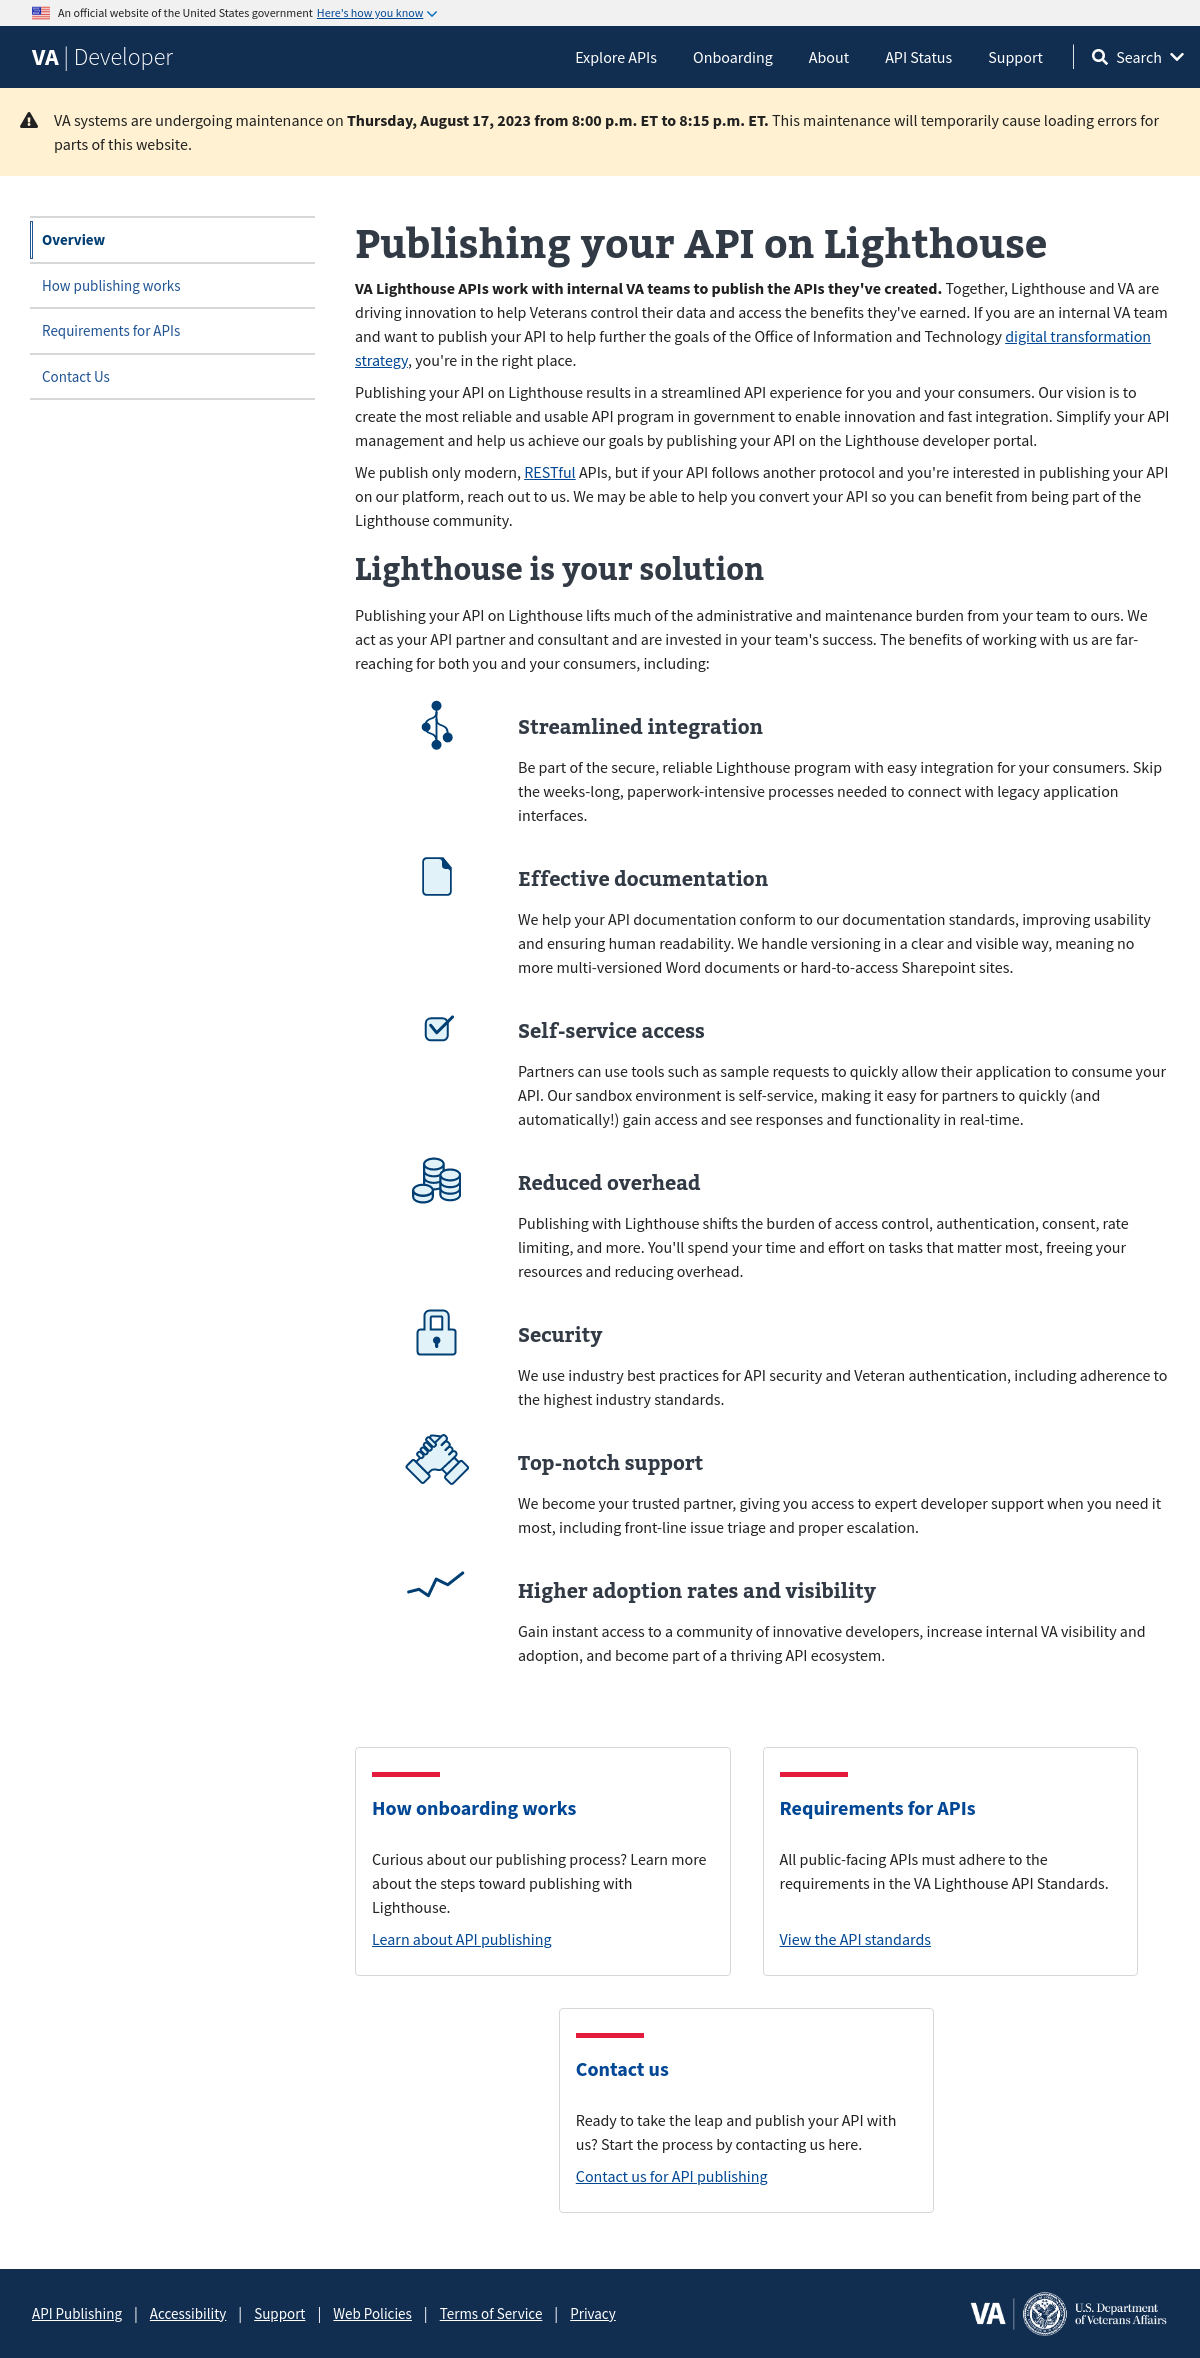 An official website of the United States government Here's how you know
VA | Developer
Explore APIs
Onboarding
About
API Status
Support
Search
VA systems are undergoing maintenance on Thursday, August 17, 2023 from 8:00 p.m. ET to 8:15 p.m. ET. This maintenance will temporarily cause loading errors for
parts of this website.
Overview
How publishing works
Requirements for APIs
Contact Us
Publishing your API on Lighthouse
VA Lighthouse APIs work with internal VA teams to publish the APIs they've created. Together, Lighthouse and VA are
driving innovation to help Veterans control their data and access the benefits they've earned. If you are an internal VA team
and want to publish your API to help further the goals of the Office of Information and Technology digital transformation
strategy, you're in the right place.
Publishing your API on Lighthouse results in a streamlined API experience for you and your consumers. Our vision is to
create the most reliable and usable API program in government to enable innovation and fast integration. Simplify your API
management and help us achieve our goals by publishing your API on the Lighthouse developer portal.
We publish only modern, RESTful APIs, but if your API follows another protocol and you're interested in publishing your API
on our platform, reach out to us. We may be able to help you convert your API so you can benefit from being part of the
Lighthouse community.
Lighthouse is your solution
Publishing your API on Lighthouse lifts much of the administrative and maintenance burden from your team to ours. We
act as your API partner and consultant and are invested in your team's success. The benefits of working with us are far-
reaching for both you and your consumers, including:
Streamlined integration
Be part of the secure, reliable Lighthouse program with easy integration for your consumers. Skip
the weeks-long, paperwork-intensive processes needed to connect with legacy application
interfaces.
Effective documentation
We help your API documentation conform to our documentation standards, improving usability
and ensuring human readability. We handle versioning in a clear and visible way, meaning no
more multi-versioned Word documents or hard-to-access Sharepoint sites.
Self-service access
Partners can use tools such as sample requests to quickly allow their application to consume your
API. Our sandbox environment is self-service, making it easy for partners to quickly (and
automatically!) gain access and see responses and functionality in real-time.
Reduced overhead
Publishing with Lighthouse shifts the burden of access control, authentication, consent, rate
limiting, and more. You'll spend your time and effort on tasks that matter most, freeing your
resources and reducing overhead.
Security
We use industry best practices for API security and Veteran authentication, including adherence to
the highest industry standards.
Top-notch support
We become your trusted partner, giving you access to expert developer support when you need it
most, including front-line issue triage and proper escalation.
Higher adoption rates and visibility
Gain instant access to a community of innovative developers, increase internal VA visibility and
adoption, and become part of a thriving API ecosystem.
How onboarding works
Curious about our publishing process? Learn more
about the steps toward publishing with
Lighthouse.
Learn about API publishing
Requirements for APIs
All public-facing APIs must adhere to the
requirements in the VA Lighthouse API Standards.
View the API standards
Contact us
Ready to take the leap and publish your API with
us? Start the process by contacting us here.
Contact us for API publishing
API Publishing | Accessibility | Support | Web Policies | Terms of Service | Privacy
VA
U.S. Department
of Veterans Affairs